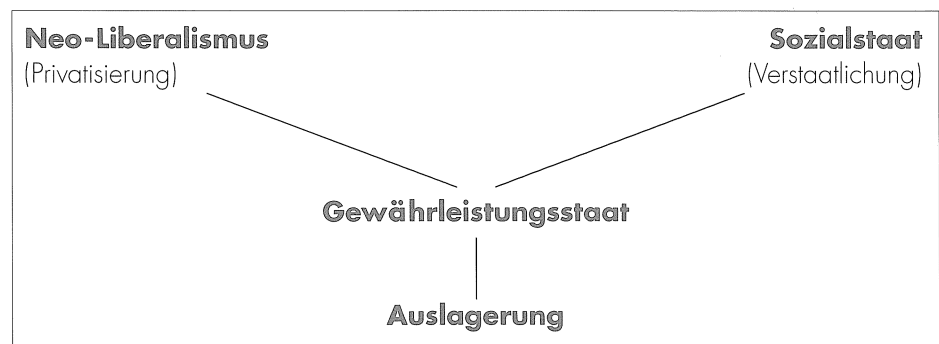 Neo-Liberalismus
(Privatisierung)
Sozialstaat
(Verstaatlichung)
Gewährleistungsstaat
Auslagerung